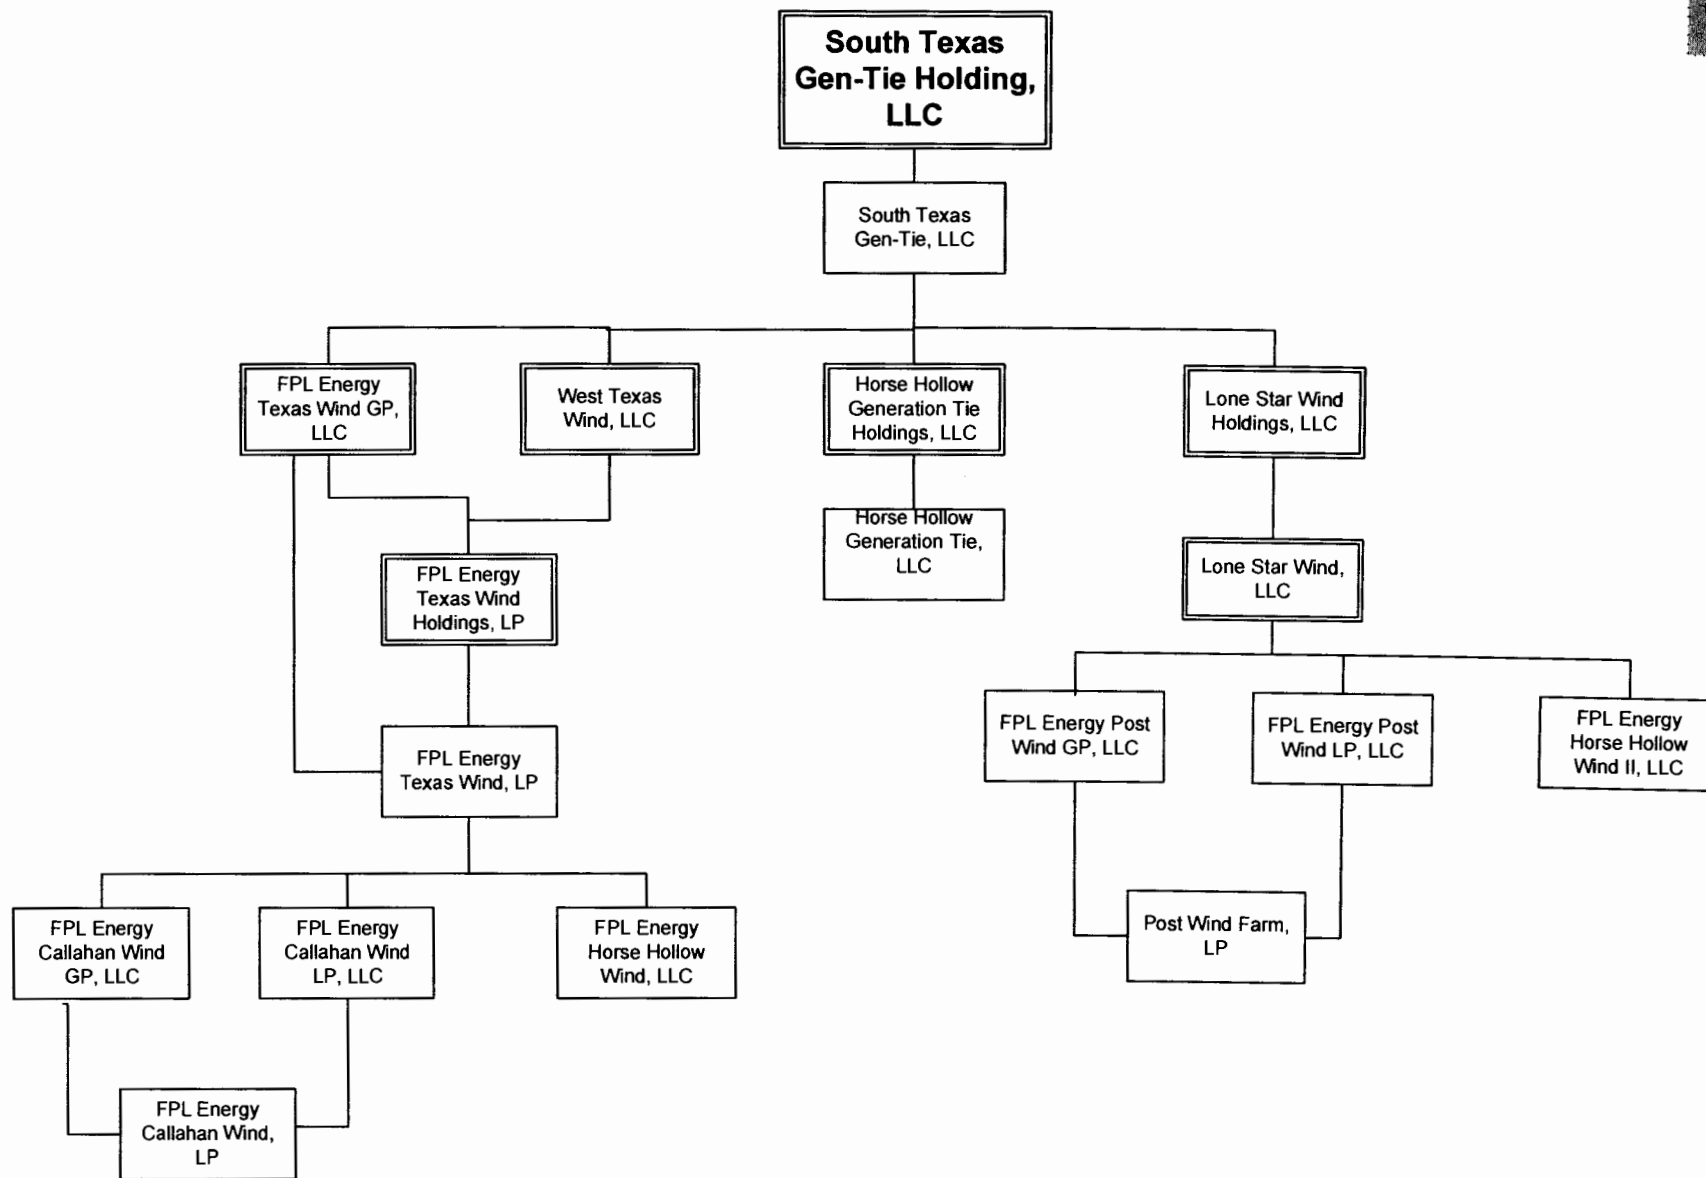 South Texas
Gen-Tie Holding,
LLC
South Texas
Gen-Tie, LLC
FPL Energy
Texas Wind GP,
LLC
West Texas
Wind, LLC
Horse Hollow
Generation Tie
Holdings, LLC
Lone Star Wind
Holdings, LLC
Horse Hollow
Generation Tie,
LLC
Lone Star Wind,
LLC
FPL Energy
Texas Wind
Holdings, LP
FPL Energy Post
Wind GP, LLC
FPL Energy Post
Wind LP, LLC
FPL Energy
Horse Hollow
Wind II, LLC
FPL Energy
Texas Wind, LP
FPL Energy
Callahan Wind
GP, LLC
FPL Energy
Callahan Wind
LP, LLC
FPL Energy
Horse Hollow
Wind, LLC
Post Wind Farm,
LP
FPL Energy
Callahan Wind,
LP